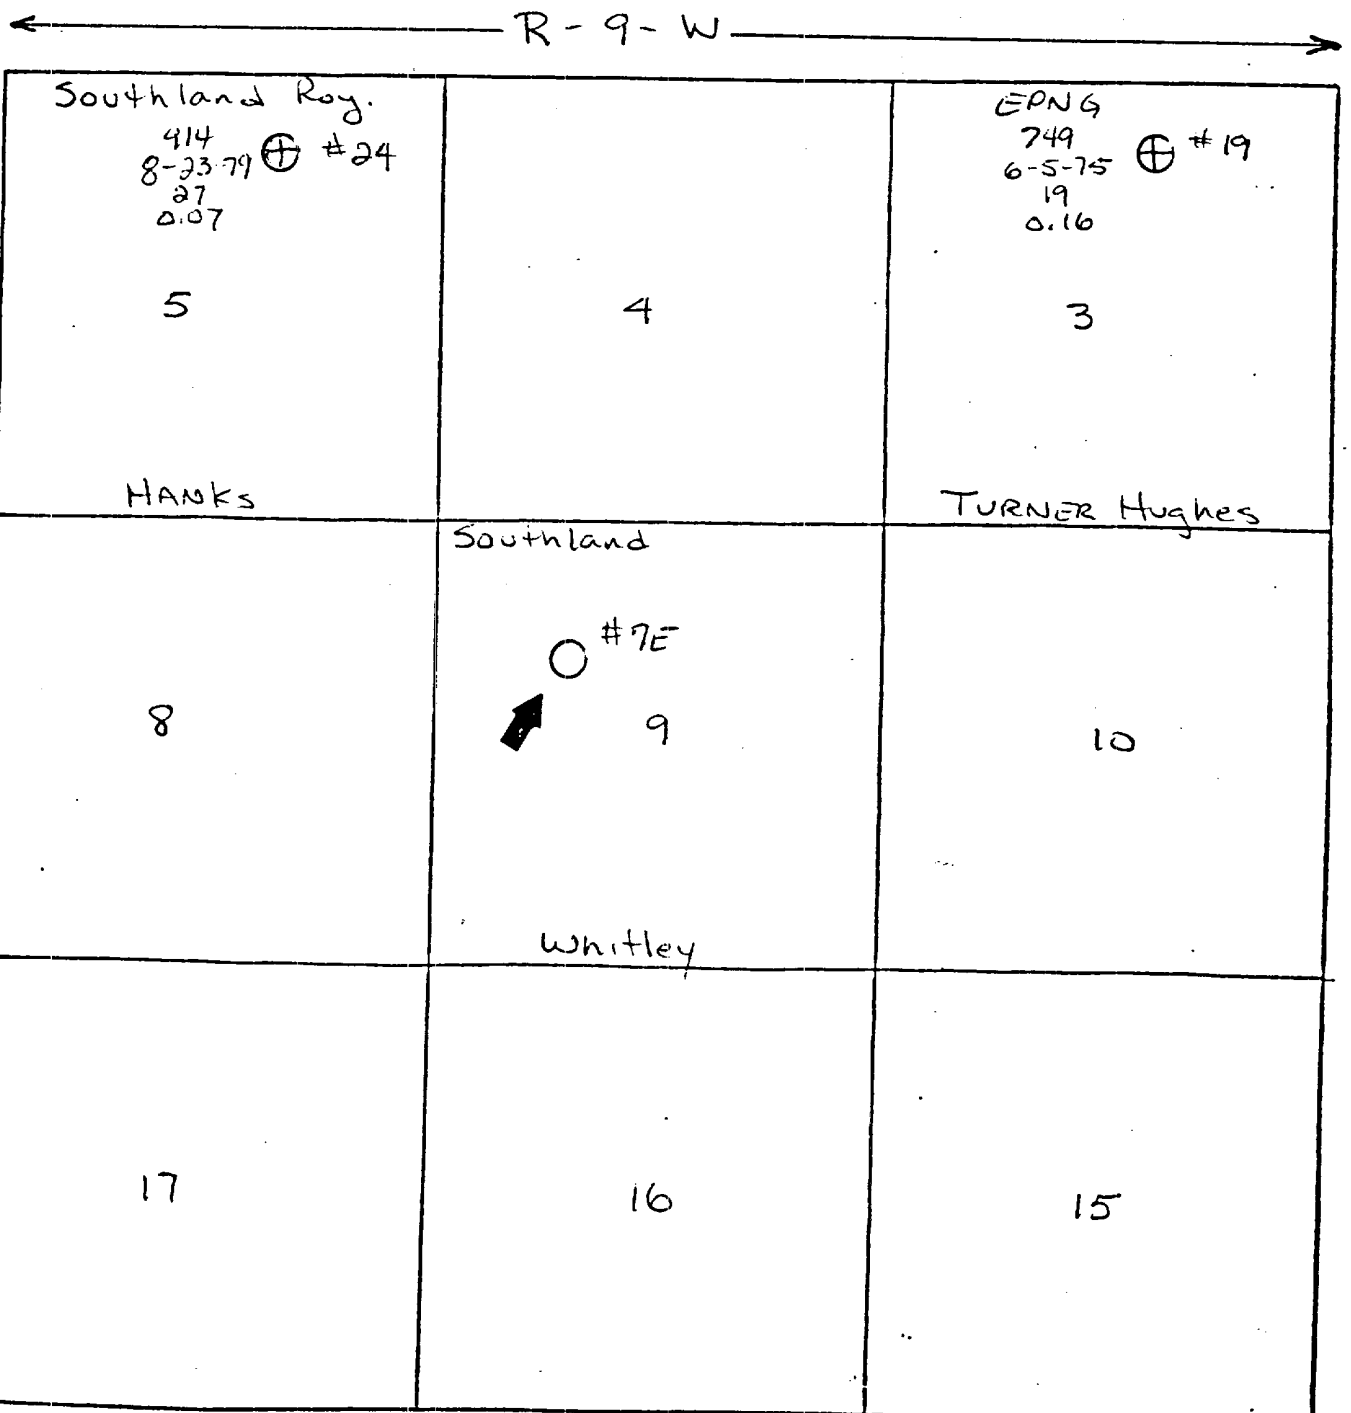 R-9-W
Southland Roy.
914
8-23-79
27
0.07
#24
5
HANKS
4
EPNG
749
6-5-75
19
0.16
#19
3
TURNER Hughes
8
Southland
#7E
9
Whitley
10
17
16
15